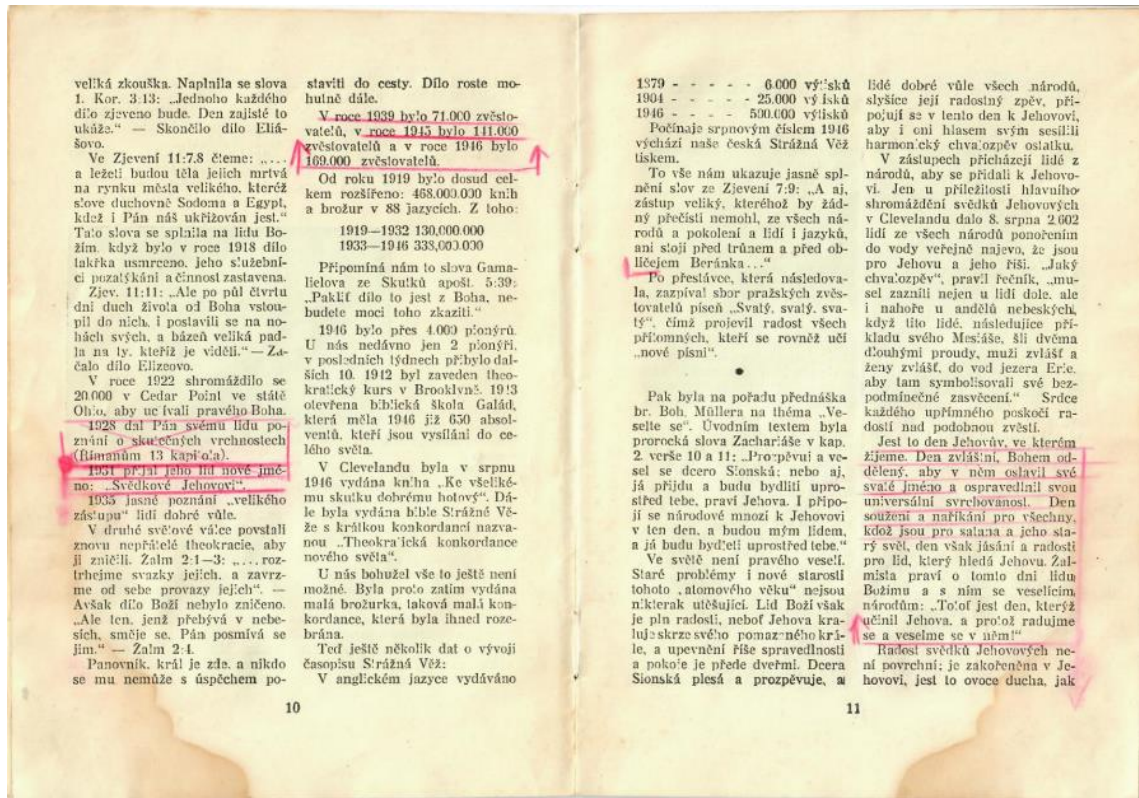 veliká zkouška. Naplnila se slova
1. Kor. 3:13: „Jednoho každého
dílo zjeveno bude. Den zajisté to
ukáže.“ — Skončilo dílo Eliá-
šovo.
Ve Zjevení 11:7.8 čteme: „....
a ležeti budou těla jejich mrtvá
na rynku města velikého, kteréž
slove duchovně Sodoma a Egypt,
kdež i Pán náš ukřižován jest.“
Tato slova se splnila na lidu Bo-
žím, když bylo v roce 1918 dílo
takřka usmrceno, jeho služební-
ci pozatýkáni a činnost zastavena.
Zjev. 11:11: „Ale po půl čtvrtu
dni duch života od Boha vstou-
pil do nich, i postavili se na no-
hách svých, a bázeň veliká pad-
la na ty, kteříž je viděli.“ — Za-
čalo dílo Elizeovo.
V roce 1922 shromáždilo se
20.000 v Cedar Point ve státě
Ohio, aby uctívali pravého Boha.
1928 dal Pán svému lidu po-
znání o skutečných vrchnostech
(Římanům 13 kapitola).
1931 přijal jeho lid nové jmé-
no: „Svědkové Jehovovi“.
1935 jasné poznání „velikého
zástupu“ lidí dobré vůle.
V druhé světové válce povstali
znovu nepřátelé theokracie, aby
ji zničili. Žalm 2:1—3: „.... roz-
trhejme svazky jejich, a zavrz-
me od sebe provazy jejich“. —
Avšak dílo Boží nebylo zničeno.
„Ale ten, jenž přebývá v nebe-
sích, směje se, Pán posmívá se
jim.“ — Žalm 2:4
Panovník, král je zde, a nikdo
se mu nemůže s úspěchem po-
staviti do cesty. Dílo roste mo-
hutně dále.
V roce 1939 bylo 71.000 zvěsto-
vatelů, v roce 1945 bylo 141.000
zvěstovatelů a v roce 1946 bylo
169.000 zvěstovatelů.
Od roku 1919 bylo dosud cel-
kem rozšířeno: 468.000.000 knih
a brožur v 88 jazycích. Z toho:
1919—1932 130,000.000
1933—1946 338,000.000
Připomíná nám to slova Gama-
lielova ze Skutků apošt. 5:39:
„Pakliť dílo to jest z Boha, ne-
budete moci toho zkaziti.“
1946 bylo přes 4.000 pionýrů.
U nás nedávno jen 2 pionýři,
v posledních týdnech přibylo dal-
ších 10. 1942 byl zaveden theo-
kratický kurs v Brooklyně. 1943
otevřena biblická škola Galád,
která měla 1946 již 650 absol-
ventů, kteří jsou vysíláni do ce-
lého světa.
V Clevelandu byla v srpnu
1946 vydána kniha „Ke všeliké-
mu skutku dobrému hotový“. Dá-
le byla vydána bible Strážné Vě-
že s krátkou konkordancí nazva-
nou „Theokratická konkordance
nového světa“.
U nás bohužel vše to ještě není
možné. Byla proto zatím vydána
malá brožurka, taková malá kon-
kordance, která byla ihned roze-
brána.
Teď ještě několik dat o vývoji
časopisu Strážná Věž:
V anglickém jazyce vydáváno
10
1879 - - - - - 6.000 výtisků
1904 - - - - - 25.000 výtisků
1946 - - - - - 500.000 výtisků
Počínaje srpnovým číslem 1946
vychází naše česká Strážná Věž
tiskem.
To vše nám ukazuje jasně spl-
nění slov ze Zjevení 7:9: „A aj,
zástup veliký, kteréhož by žád-
ný přečísti nemohl, ze všech ná-
rodů a pokolení a lidí i jazyků,
ani stojí před trůnem a před ob-
ličejem Beránka...“
Po přestávce, která následova-
la, zazpíval sbor pražských zvěs-
tovatelů píseň „Svatý, svatý, sva-
tý“, čímž projevil radost všech
přítomných, kteří se rovněž učí
„nové písni“.
•
Pak byla na pořadu přednáška
br. Boh. Müllera na théma „Ve-
selte se“. Úvodním textem byla
prorocká slova Zachariáše v kap.
2. verše 10 a 11: „Prozpěvuj a ve-
sel se dcero Sionská; nebo aj,
já přijdu a budu bydliti upro-
střed tebe, praví Jehova. I připo-
jí se národové mnozí k Jehovovi
v ten den, a budou mým lidem,
a já budu bydleti uprostřed tebe.“
Ve světě není pravého veselí.
Staré problémy i nové starosti
tohoto „atomového věku“ nejsou
nikterak utěšující. Lid Boží však
je pln radosti, neboť Jehova kra-
luje skrze svého pomazaného krá-
le, a upevnění říše spravedlnosti
a pokoje je přede dveřmi. Dcera
Sionská plesá a prozpěvuje, a
lidé dobré vůle všech národů,
slyšíce její radostný zpěv, při-
pojují se v tento den k Jehovovi,
aby i oni hlasem svým sesílili
harmonický chvalozpěv ostatku.
V zástupech přicházejí lidé z
národů, aby se přidali k Jehovo-
vi. Jen u příležitosti hlavního
shromáždění svědků Jehovových
v Clevelandu dalo 8. srpna 2.602
lidí ze všech národů ponořením
do vody veřejně najevo, že jsou
pro Jehovu a jeho říši. „Jaký
chvalozpěv“, pravil řečník, „mu-
sel zazníti nejen u lidí dole, ale
i nahoře u andělů nebeských,
když tito lidé, následujíce pří-
kladu svého Mesiáše, šli dvěma
dlouhými proudy, muži zvlášť a
ženy zvlášť, do vod jezera Erie,
aby tam symbolisovali své bez-
podmínečné zasvěcení.“ Srdce
každého upřímného poskočí ra-
dostí nad podobnou zvěstí.
Jest to den Jehovův, ve kterém
žijeme. Den zvláštní, Bohem od-
dělený, aby v něm oslavil své
svaté jméno a ospravedlnil svou
universální svrchovanost. Den
soužení a naříkání pro všechny,
kdož jsou pro satana a jeho sta-
rý svět, den však jásání a radosti
pro lid, který hledá Jehovu. Žal-
mista praví o tomto dni lidu
Božímu a s ním se veselícím
národům: „Totoť jest den, kterýž
učinil Jehova, a protož radujme
se a veselme se v něm!“
Radost svědků Jehovových ne-
ní povrchní; je zakořeněna v Je-
hovovi, jest to ovoce ducha, jak
11